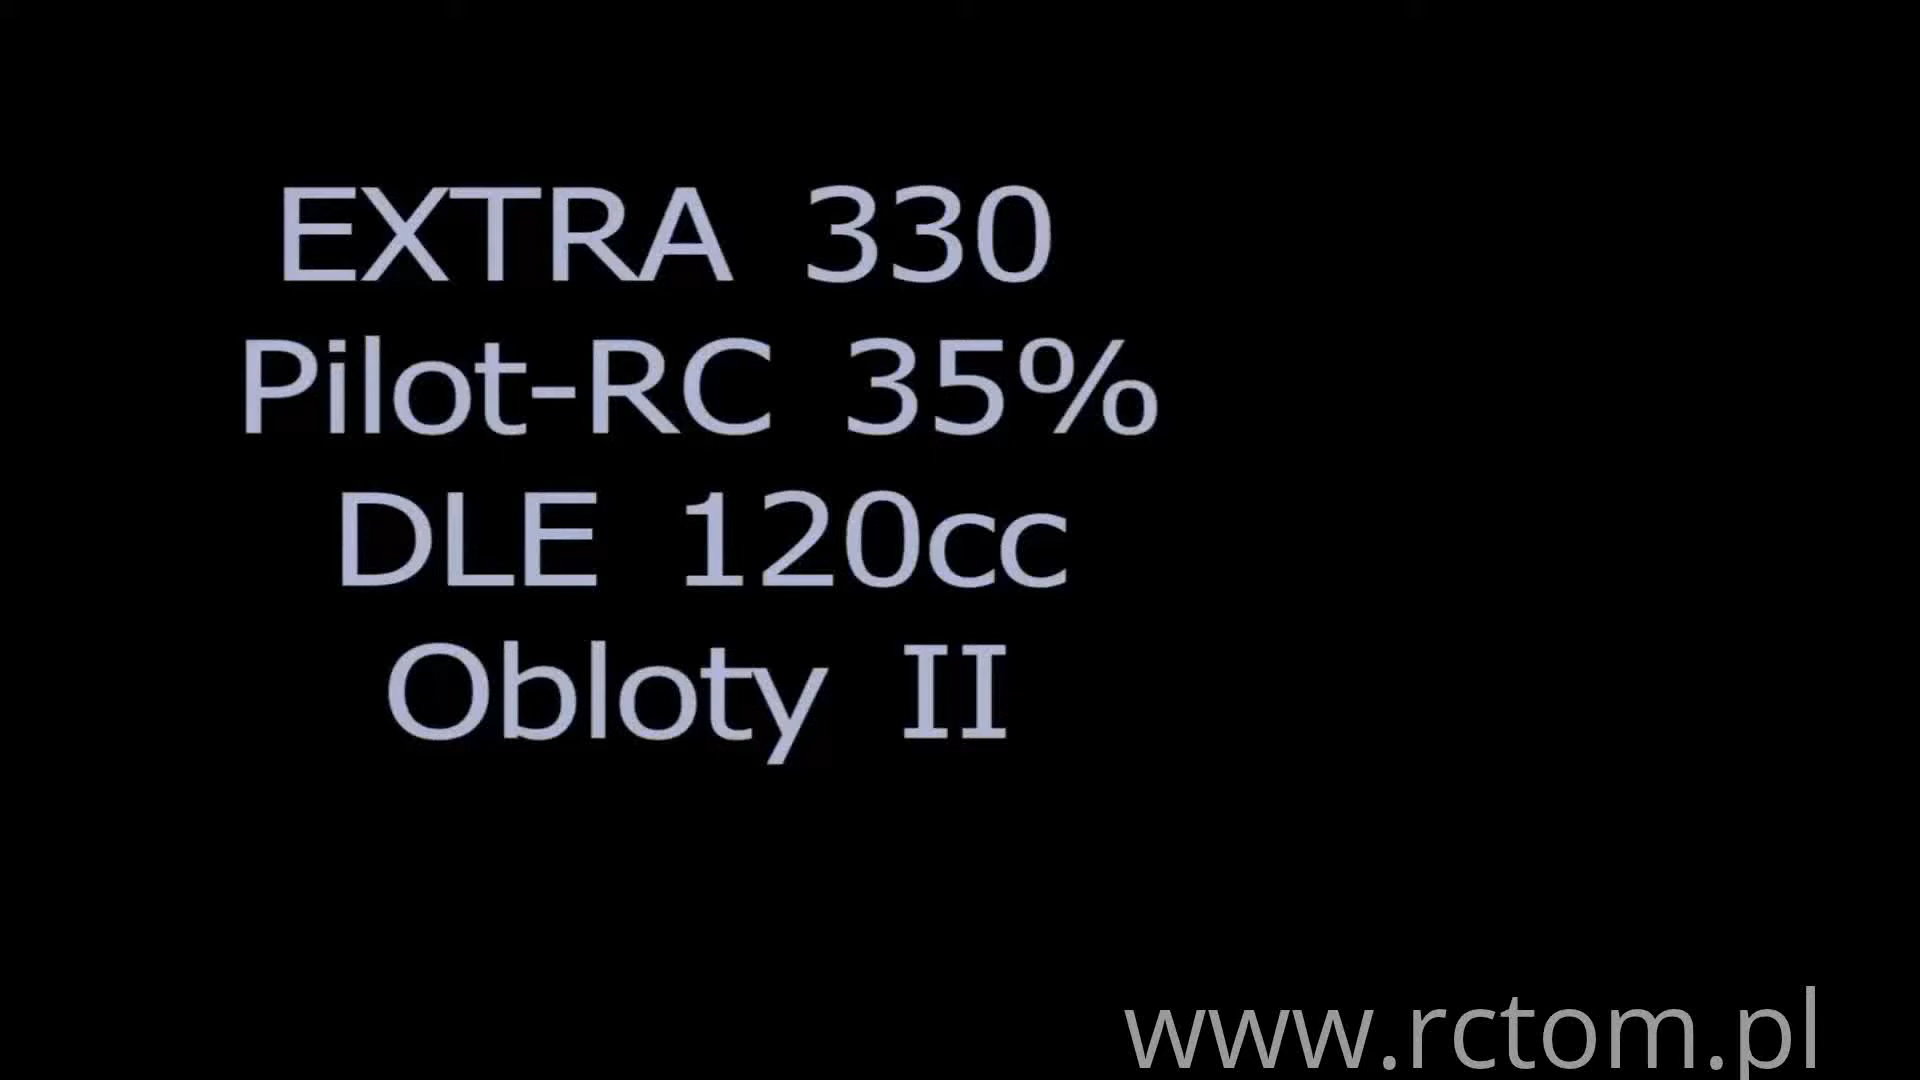 EXTRA 330
Pilot-RC 35%
DLE 120cc
Obloty II
www.rctom.pl